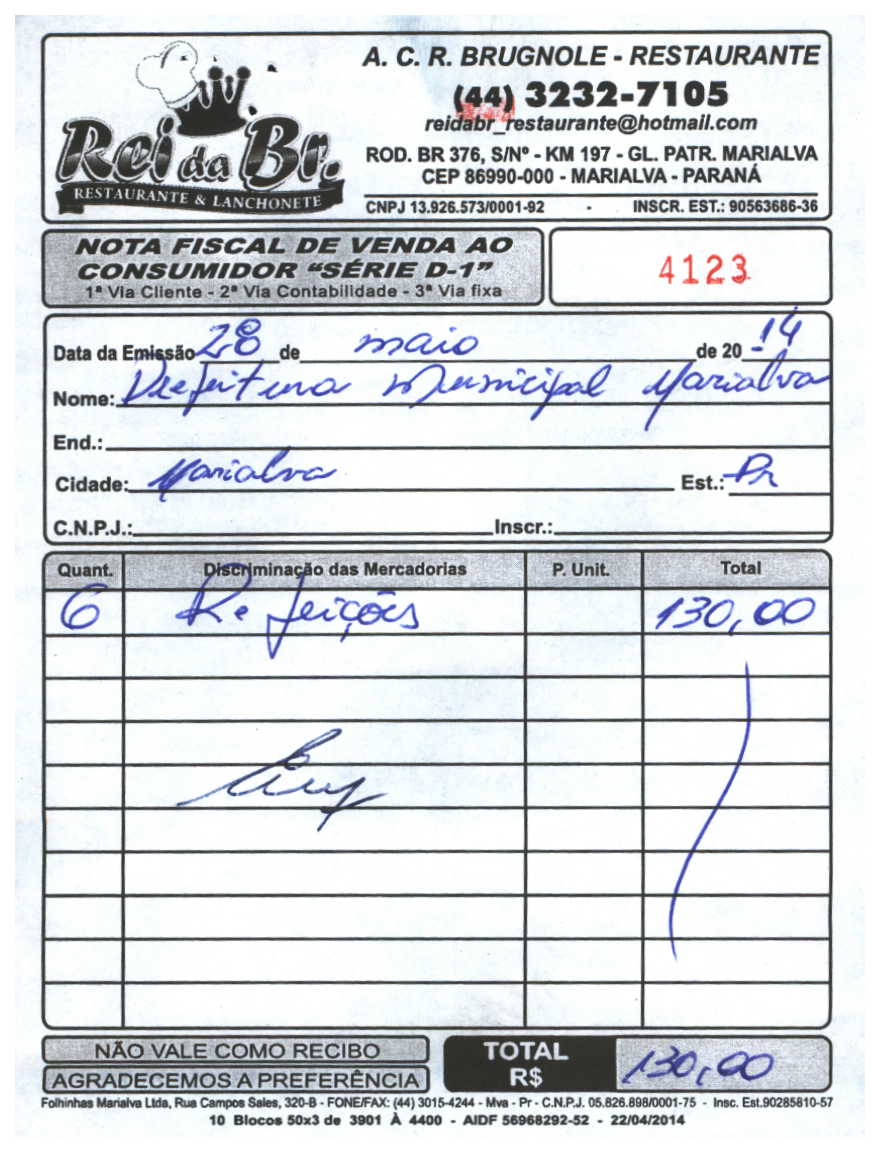 Rei da Br.
RESTAURANTE & LANCHONETE
A. C. R. BRUGNOLE - RESTAURANTE
(44) 3232-7105
reidabr_restaurante@hotmail.com
ROD. BR 376, S/Nº - KM 197 - GL. PATR. MARIALVA
CEP 86990-000 - MARIALVA - PARANÁ
CNPJ 13.926.573/0001-92 - INSCR. EST.: 90563686-36
NOTA FISCAL DE VENDA AO
CONSUMIDOR “SÉRIE D-1”
1ª Via Cliente - 2ª Via Contabilidade - 3ª Via fixa
4123
Data da Emissão 28 de maio de 20 14
Nome: Prefeitura Municipal Marialva
End.:
Cidade: Marialva Est.: Pr
C.N.P.J.: Inscr.:
Quant. Discriminação das Mercadorias P. Unit. Total
6 Refeições 130,00
NÃO VALE COMO RECIBO
AGRADECEMOS A PREFERÊNCIA
TOTAL R$ 130,00
Folhinhas Marialva Ltda, Rua Campos Sales, 320-B - FONE/FAX: (44) 3015-4244 - Mva - Pr - C.N.P.J. 05.826.898/0001-75 - Insc. Est.90285810-57
10 Blocos 50x3 de 3901 À 4400 - AIDF 56968292-52 - 22/04/2014